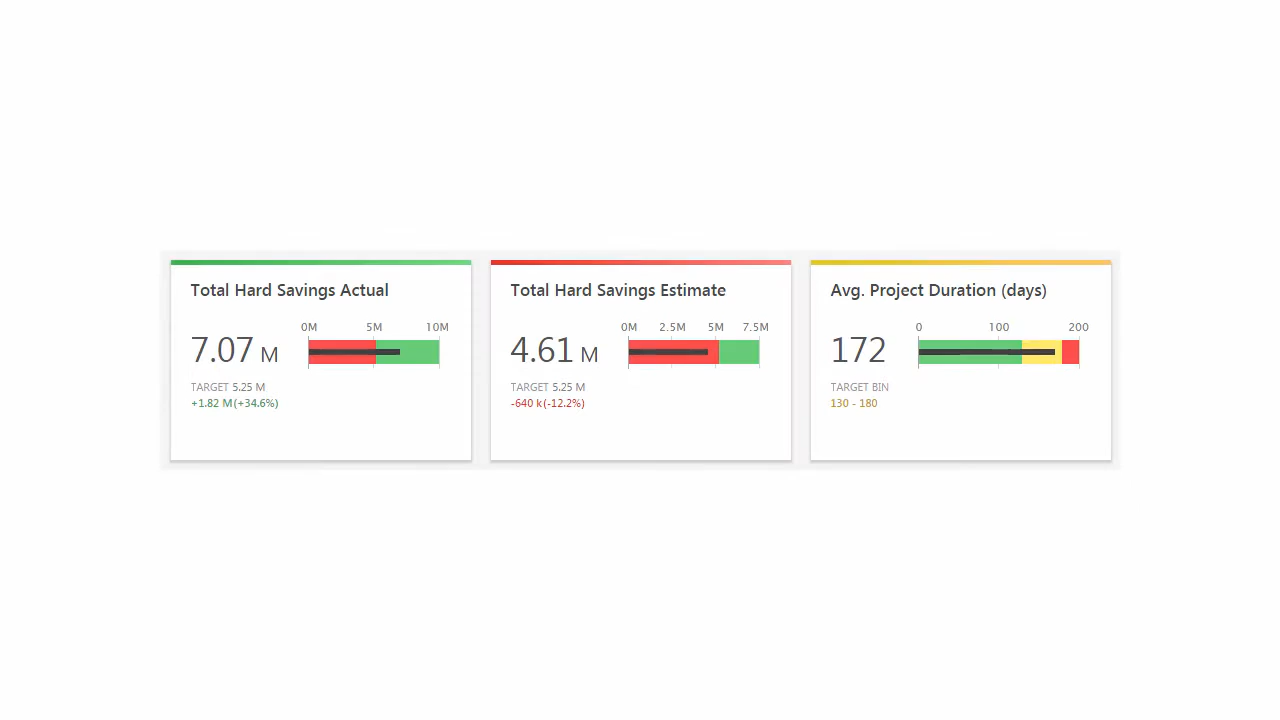 Total Hard Savings Actual
0M 5M 10M
7.07 M
TARGET 5.25 M
+1.82 M(+34.6%)
Total Hard Savings Estimate
0M 2.5M 5M 7.5M
4.61 M
TARGET 5.25 M
-640 k(-12.2%)
Avg. Project Duration (days)
0 100 200
172
TARGET BIN
130 - 180